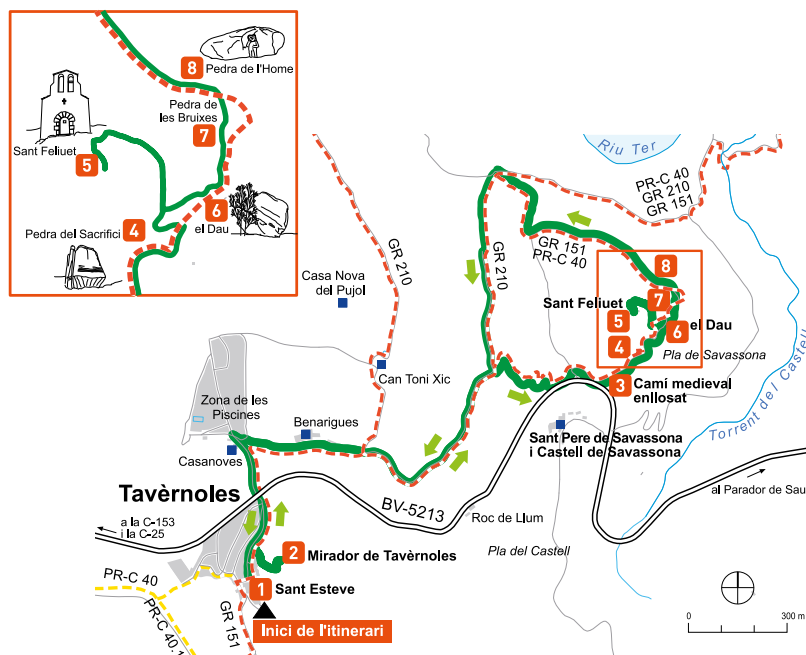 8
Pedra de l'Home
Pedra de
les Bruixes
7
Sant Feliuet
5
6
el Dau
Pedra del Sacrifici
4
Riu Ter
PR-C 40
GR 210
GR 151
GR 151
PR-C 40
GR 210
GR 210
8
Sant Feliuet
7
5
6
el Dau
4
Pla de Savassona
3
Camí medieval
enllosat
Torrent del Castell
Casa Nova
del Pujol
Can Toni Xic
Zona de les
Piscines
Benarigues
Casanoves
Sant Pere de Savassona
i Castell de Savassona
Tavèrnoles
BV-5213
al Parador de Sau
a la C-153
i la C-25
Roc de Llum
Pla del Castell
2
Mirador de Tavèrnoles
PR-C 40
1
Sant Esteve
PR-C 40.1
GR 151
Inici de l'itinerari
0
300 m